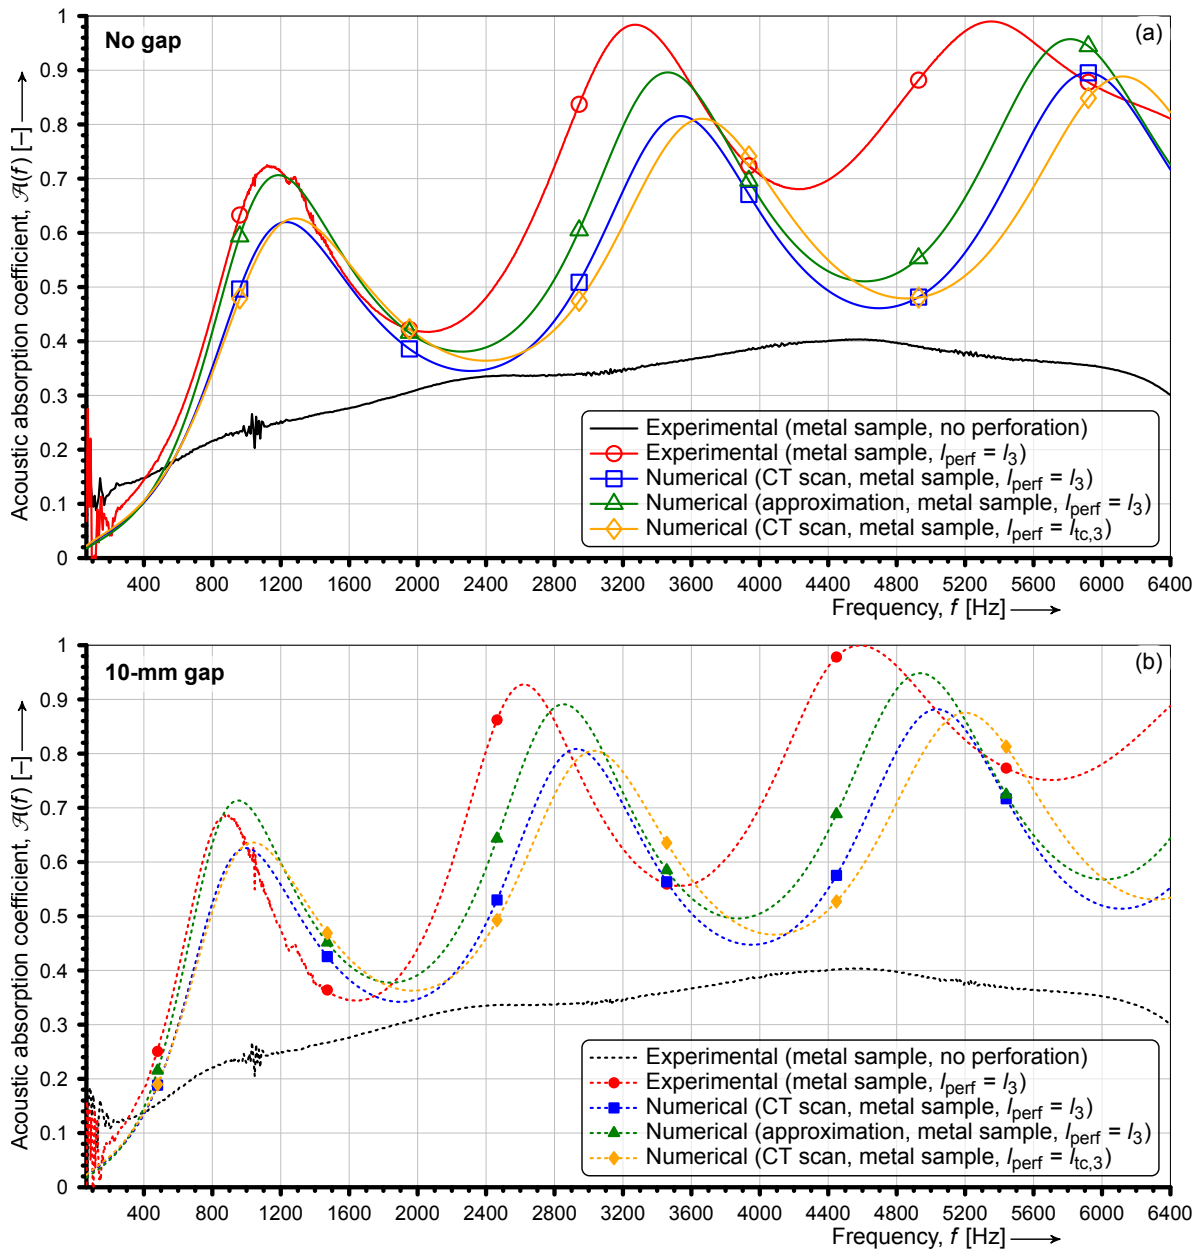 No gap
(a)
1
0.9
0.8
0.7
0.6
0.5
0.4
0.3
0.2
0.1
0
Acoustic absorption coefficient, 𝒜(f) [–]
Experimental (metal sample, no perforation)
Experimental (metal sample, lperf = l3)
Numerical (CT scan, metal sample, lperf = l3)
Numerical (approximation, metal sample, lperf = l3)
Numerical (CT scan, metal sample, lperf = ltc,3)
400 800 1200 1600 2000 2400 2800 3200 3600 4000 4400 4800 5200 5600 6000 6400
Frequency, f [Hz]
10-mm gap
(b)
1
0.9
0.8
0.7
0.6
0.5
0.4
0.3
0.2
0.1
0
Acoustic absorption coefficient, 𝒜(f) [–]
Experimental (metal sample, no perforation)
Experimental (metal sample, lperf = l3)
Numerical (CT scan, metal sample, lperf = l3)
Numerical (approximation, metal sample, lperf = l3)
Numerical (CT scan, metal sample, lperf = ltc,3)
400 800 1200 1600 2000 2400 2800 3200 3600 4000 4400 4800 5200 5600 6000 6400
Frequency, f [Hz]